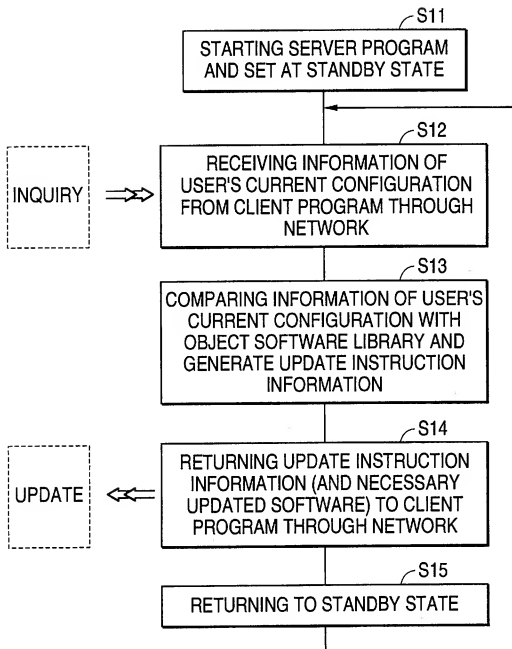 S11
STARTING SERVER PROGRAM
AND SET AT STANDBY STATE
S12
INQUIRY
RECEIVING INFORMATION OF
USER'S CURRENT CONFIGURATION
FROM CLIENT PROGRAM THROUGH
NETWORK
S13
COMPARING INFORMATION OF USER'S
CURRENT CONFIGURATION WITH
OBJECT SOFTWARE LIBRARY AND
GENERATE UPDATE INSTRUCTION
INFORMATION
S14
UPDATE
RETURNING UPDATE INSTRUCTION
INFORMATION (AND NECESSARY
UPDATED SOFTWARE) TO CLIENT
PROGRAM THROUGH NETWORK
S15
RETURNING TO STANDBY STATE